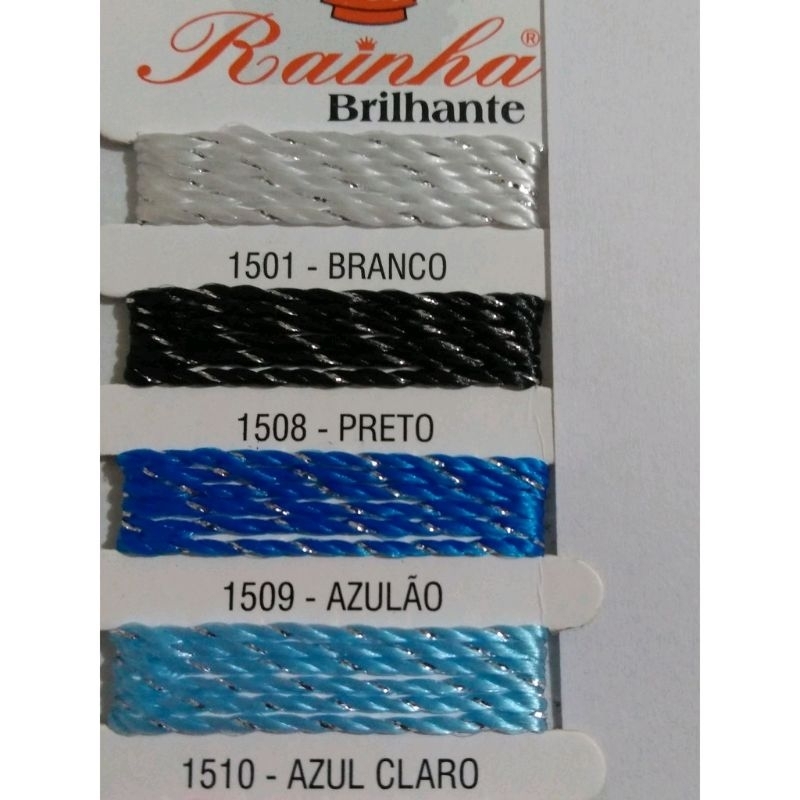 Rainha®
Brilhante
1501 - BRANCO
1508 - PRETO
1509 - AZULÃO
1510 - AZUL CLARO